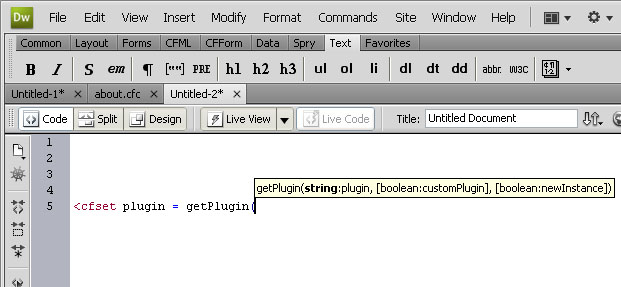 Dw File Edit View Insert Modify Format Commands Site Window Help
Common Layout Forms CFML CFForm Data Spry Text Favorites
B I S em ¶ [""] PRE h1 h2 h3 ul ol li dl dt dd abbr. W3C
Untitled-1* × about.cfc × Untitled-2* ×
Code Split Design Live View Live Code Title: Untitled Document
1
2
3
4
getPlugin(string:plugin, [boolean:customPlugin], [boolean:newInstance])
5 <cfset plugin = getPlugin(